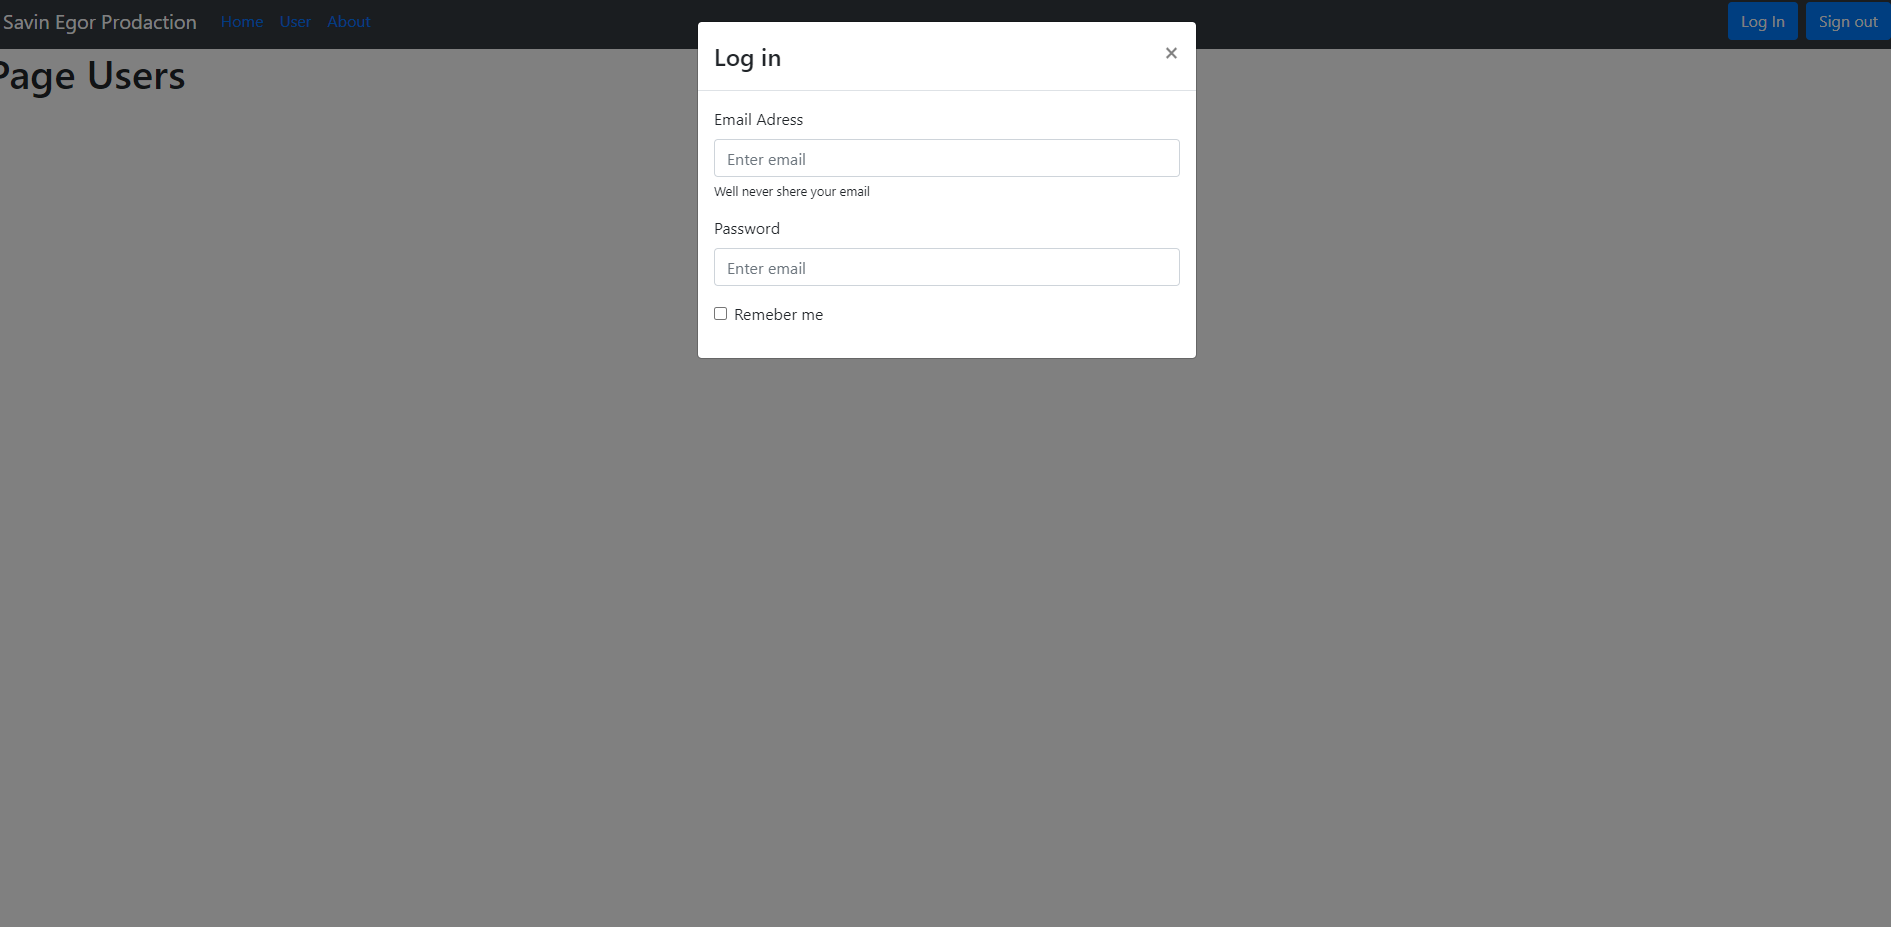 Savin Egor Prodaction Home User About Log In Sign out
Page Users
Log in ×
Email Adress
Enter email
Well never shere your email
Password
Enter email
Remeber me